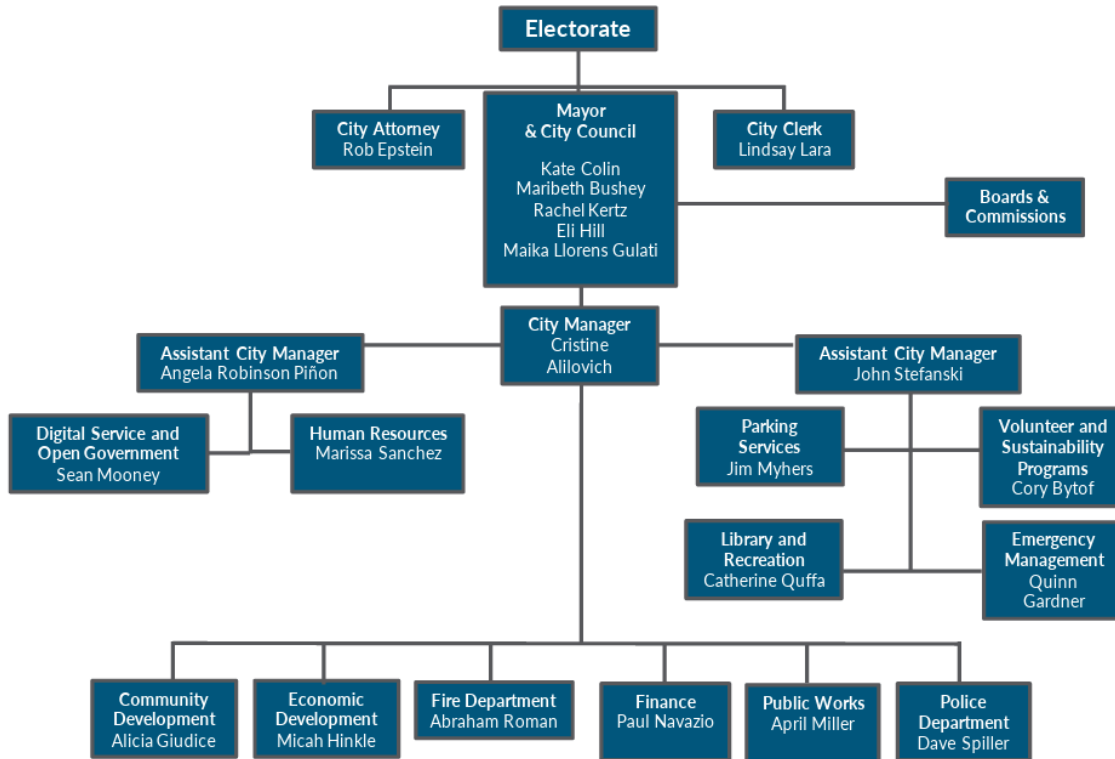 Electorate
City Attorney
Rob Epstein
Mayor
& City Council
Kate Colin
Maribeth Bushey
Rachel Kertz
Eli Hill
Maika Llorens Gulati
City Clerk
Lindsay Lara
Boards &
Commissions
City Manager
Cristine
Alilovich
Assistant City Manager
Angela Robinson Piñon
Assistant City Manager
John Stefanski
Digital Service and
Open Government
Sean Mooney
Human Resources
Marissa Sanchez
Parking
Services
Jim Myhers
Volunteer and
Sustainability
Programs
Cory Bytof
Library and
Recreation
Catherine Quffa
Emergency
Management
Quinn
Gardner
Community
Development
Alicia Giudice
Economic
Development
Micah Hinkle
Fire Department
Abraham Roman
Finance
Paul Navazio
Public Works
April Miller
Police
Department
Dave Spiller